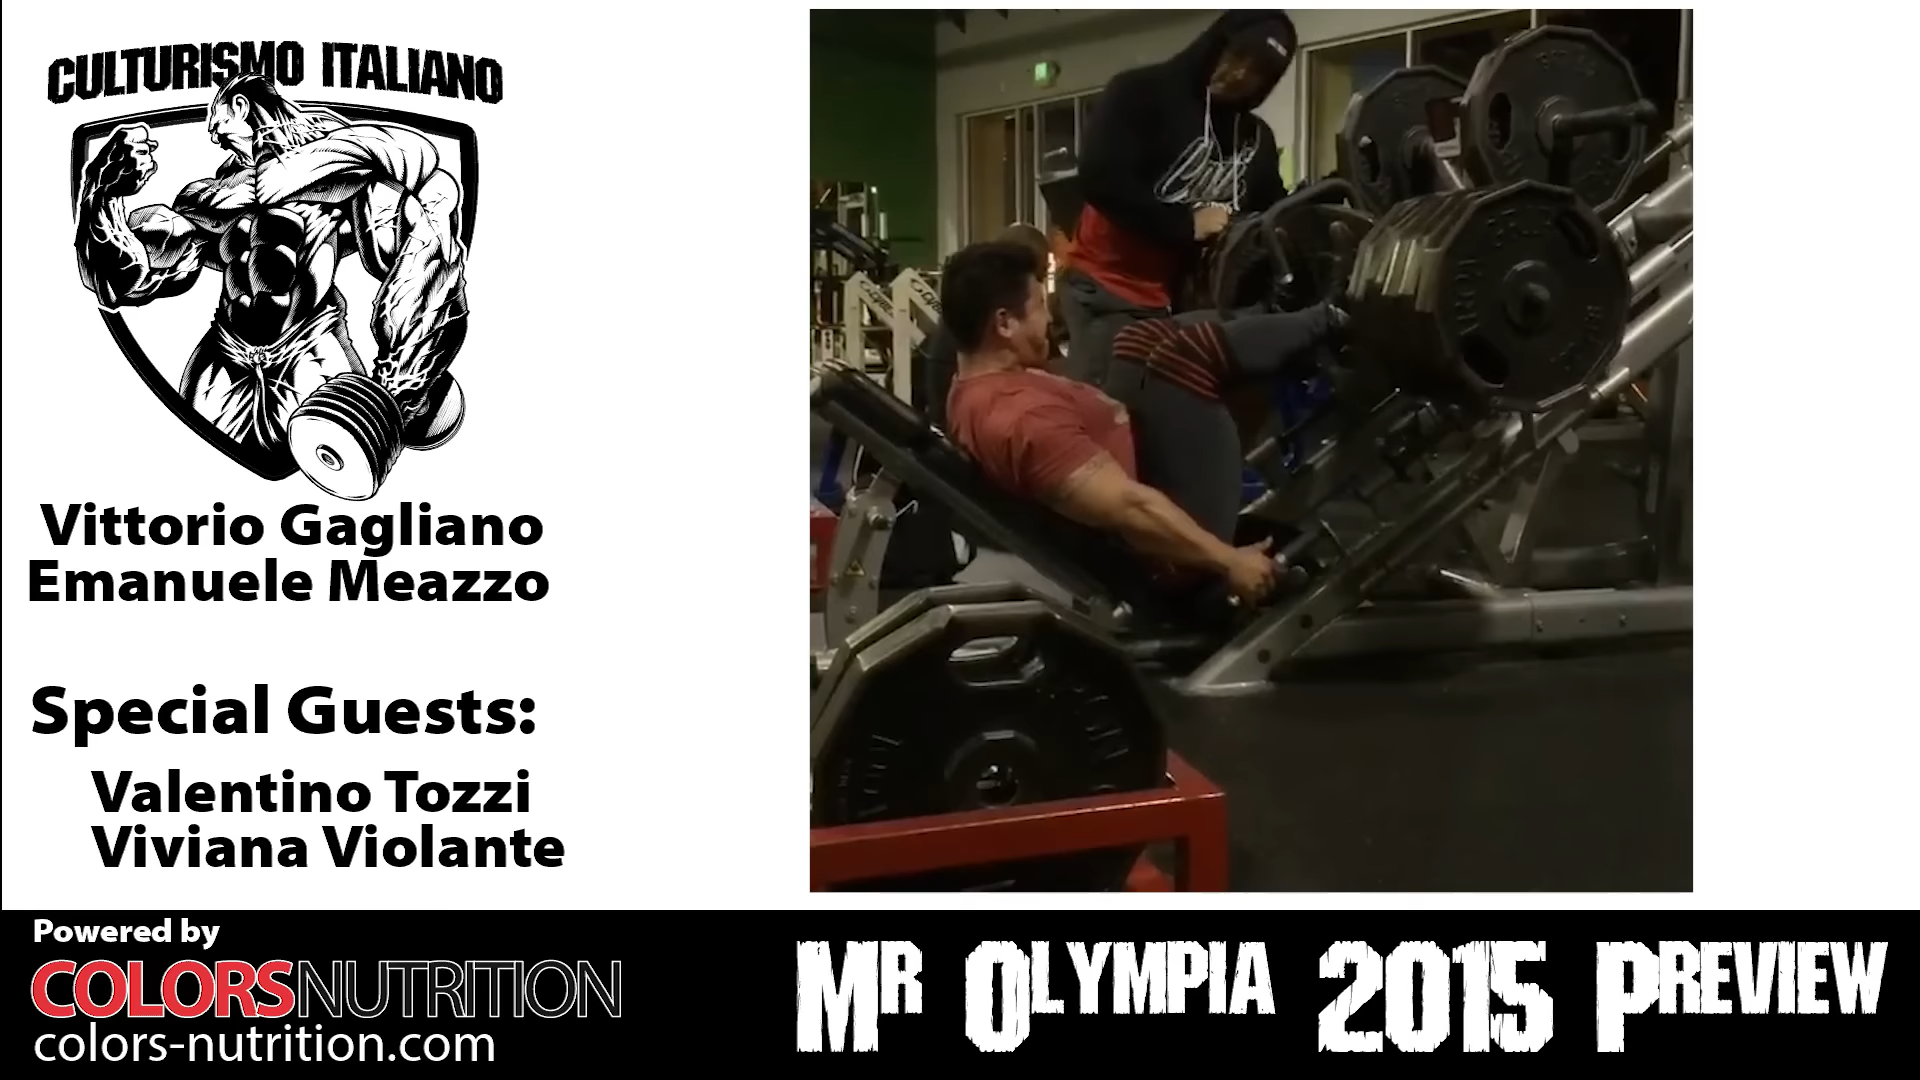 CULTURISMO ITALIANO
Vittorio Gagliano
Emanuele Meazzo
Special Guests:
Valentino Tozzi
Viviana Violante
Powered by
COLORSNUTRITION
colors-nutrition.com
MR OLYMPIA 2015 PREVIEW